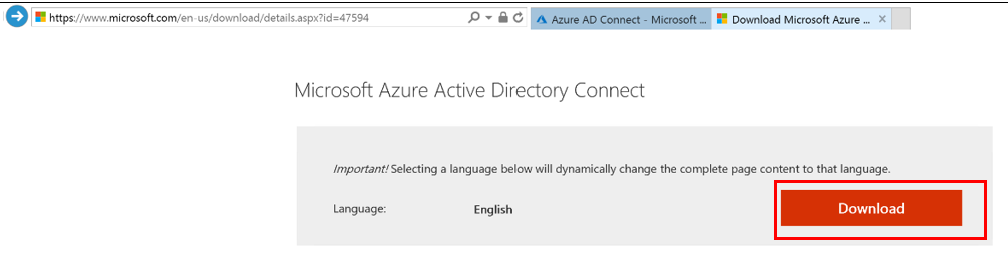 https://www.microsoft.com/en-us/download/details.aspx?id=47594
Azure AD Connect - Microsoft ...
Download Microsoft Azure ...
Microsoft Azure Active Directory Connect
Important! Selecting a language below will dynamically change the complete page content to that language.
Language: English Download